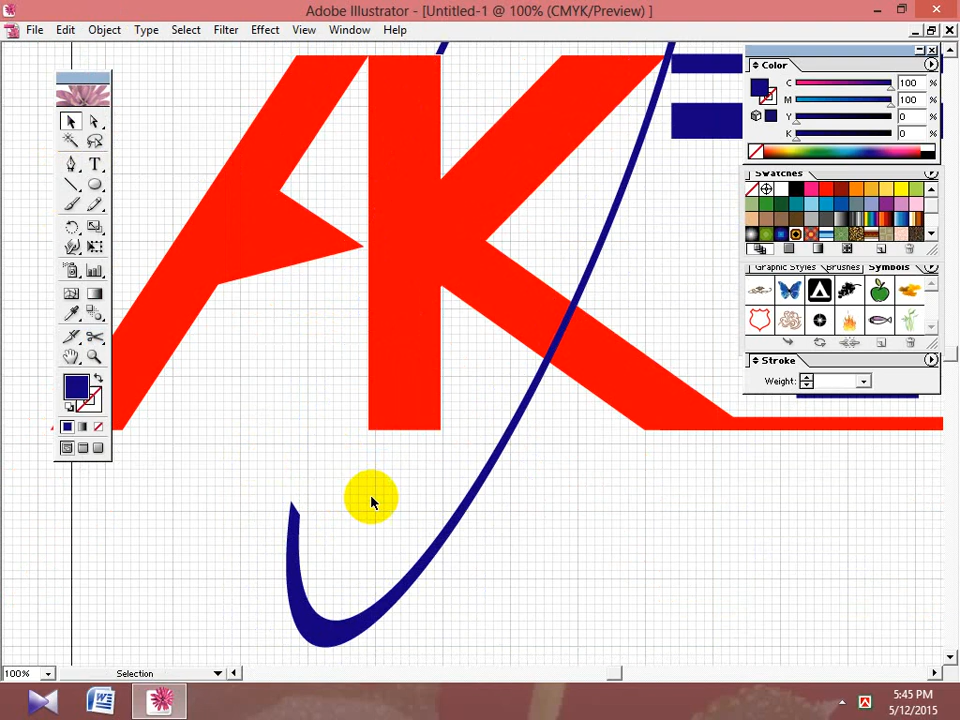 Adobe Illustrator - [Untitled-1 @ 100% (CMYK/Preview) ]
File Edit Object Type Select Filter Effect View Window Help
Color
C 100 %
M 100 %
Y 0 %
K 0 %
Swatches
Graphic Styles Brushes Symbols
Stroke
Weight:
AK
100% Selection
5:45 PM
5/12/2015